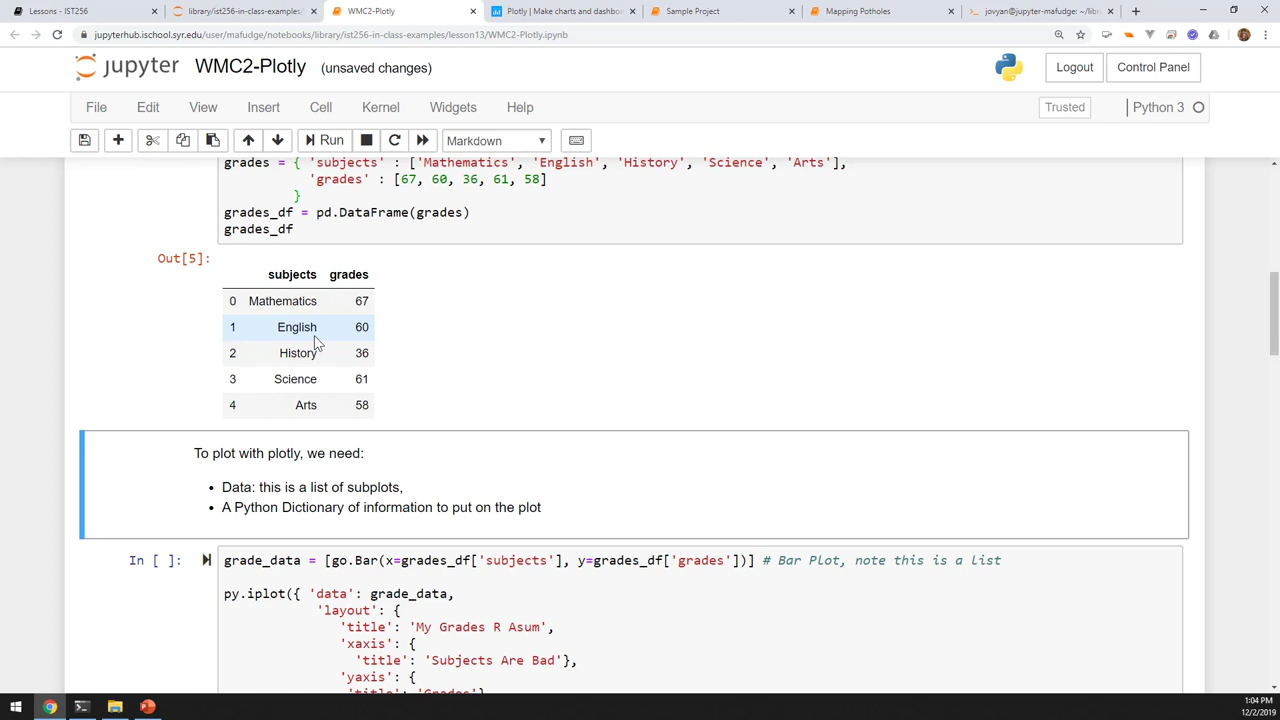 Lessons - IST256
library/ist256-in-class-examples/
WMC2-Plotly
Plotly | Make charts and dashbo
Sample Project
Mapping Potholes
jovyan@jupyter-mafudge: ~/lib
jupyterhub.ischool.syr.edu/user/mafudge/notebooks/library/ist256-in-class-examples/lesson13/WMC2-Plotly.ipynb
jupyter WMC2-Plotly (unsaved changes)
Logout
Control Panel
File Edit View Insert Cell Kernel Widgets Help
Trusted
Python 3
Run
Markdown
grades = { 'subjects' : ['Mathematics', 'English', 'History', 'Science', 'Arts'],
'grades' : [67, 60, 36, 61, 58]
}
grades_df = pd.DataFrame(grades)
grades_df
Out[5]:
subjects grades
0 Mathematics 67
1 English 60
2 History 36
3 Science 61
4 Arts 58
To plot with plotly, we need:
• Data: this is a list of subplots,
• A Python Dictionary of information to put on the plot
In [ ]:
grade_data = [go.Bar(x=grades_df['subjects'], y=grades_df['grades'])] # Bar Plot, note this is a list
py.iplot({ 'data': grade_data,
'layout': {
'title': 'My Grades R Asum',
'xaxis': {
'title': 'Subjects Are Bad'},
'yaxis': {
'title': 'Grades'}
1:04 PM
12/2/2019